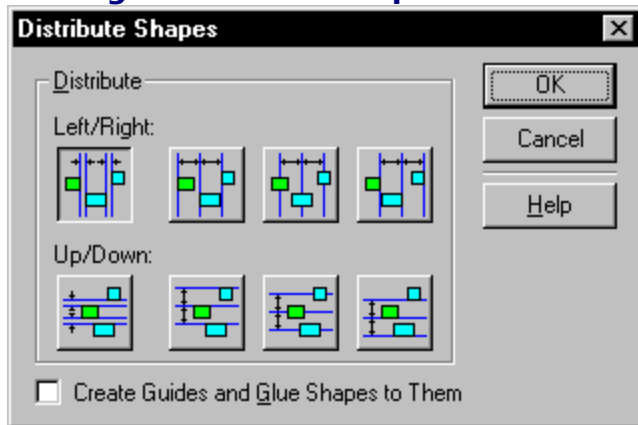 Distribute Shapes
Distribute
OK
Left/Right:
Cancel
Help
Up/Down:
Create Guides and Glue Shapes to Them